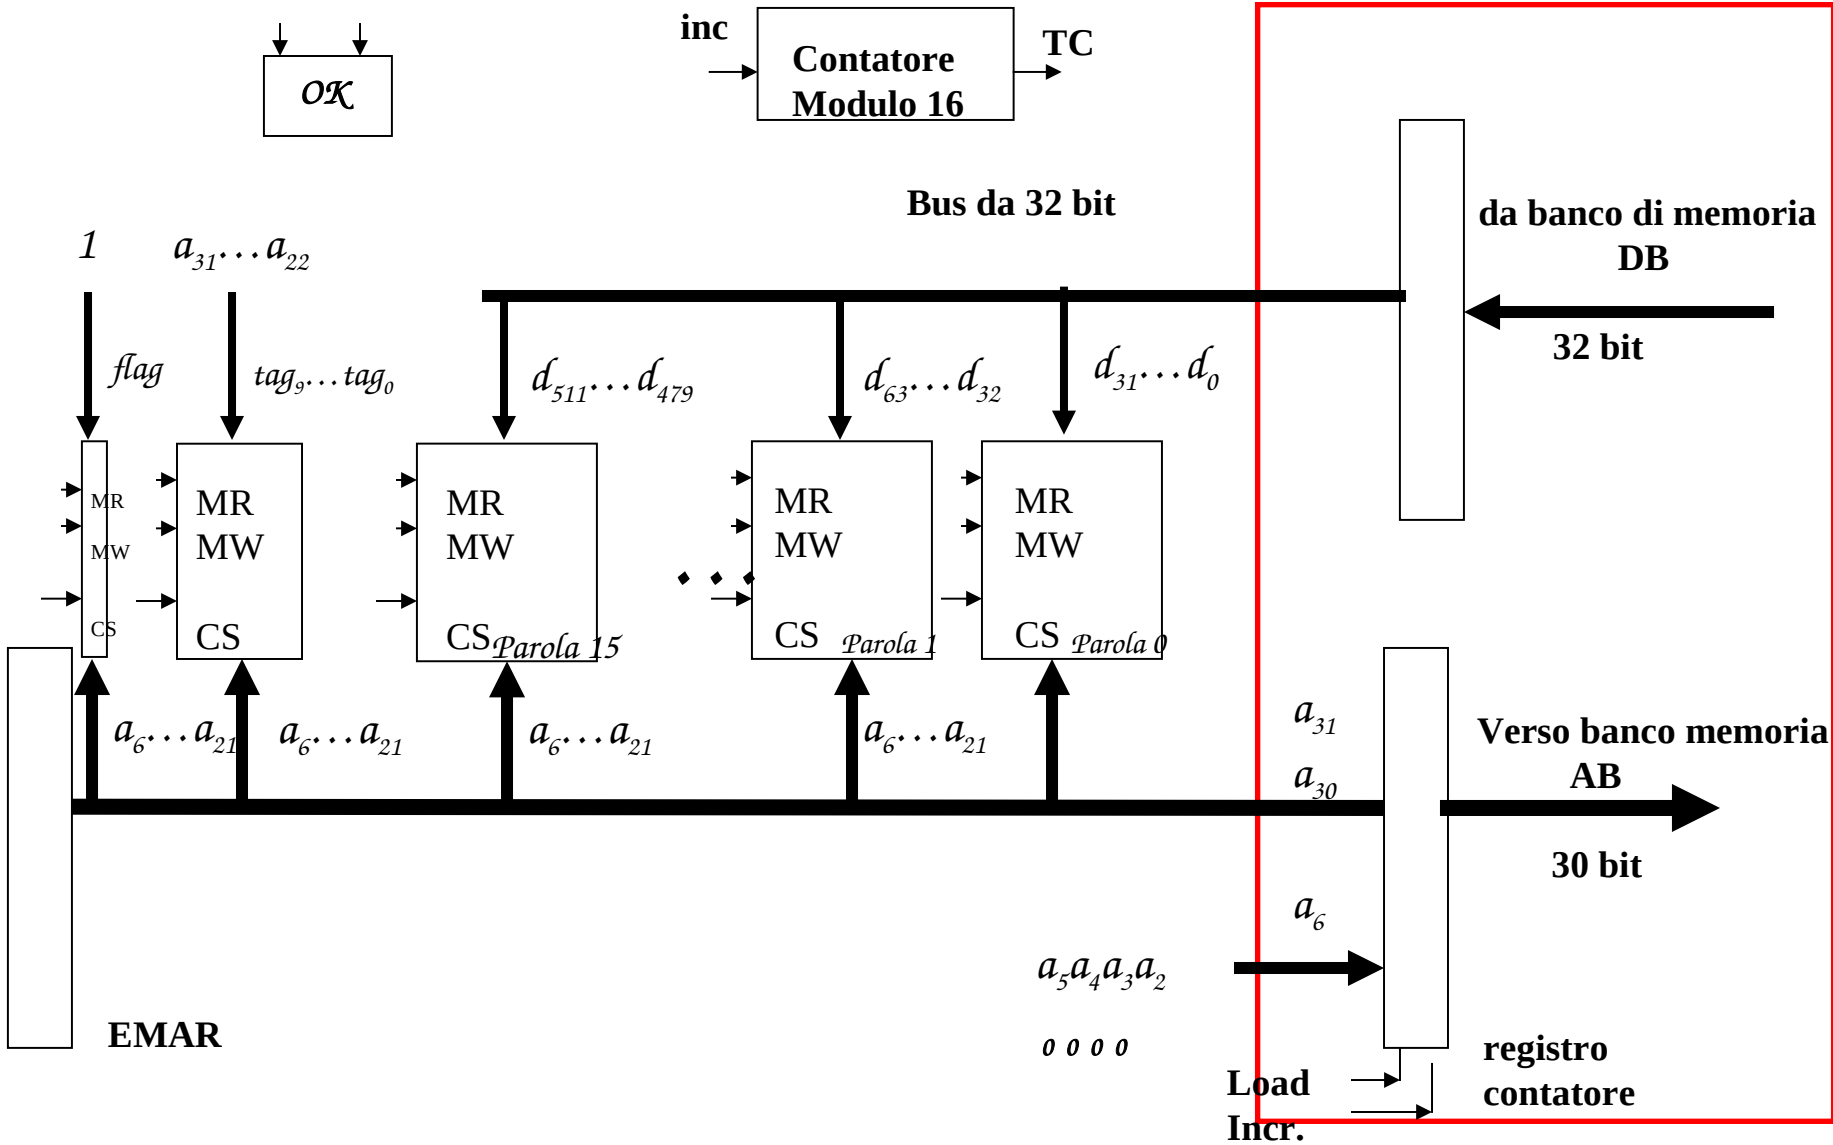 inc
TC
OK
Contatore
Modulo 16
Bus da 32 bit
da banco di memoria
DB
32 bit
1
a31...a22
flag
tag9...tag0
d511...d479
d63...d32
d31...d0
MR
MW
CS
MR
MW
CS
MR
MW
CS
Parola 15
...
MR
MW
CS
Parola 1
MR
MW
CS
Parola 0
a6...a21
a6...a21
a6...a21
a6...a21
a31
a30
a6
Verso banco memoria
AB
30 bit
a5a4a3a2
0 0 0 0
EMAR
Load
Incr.
registro
contatore